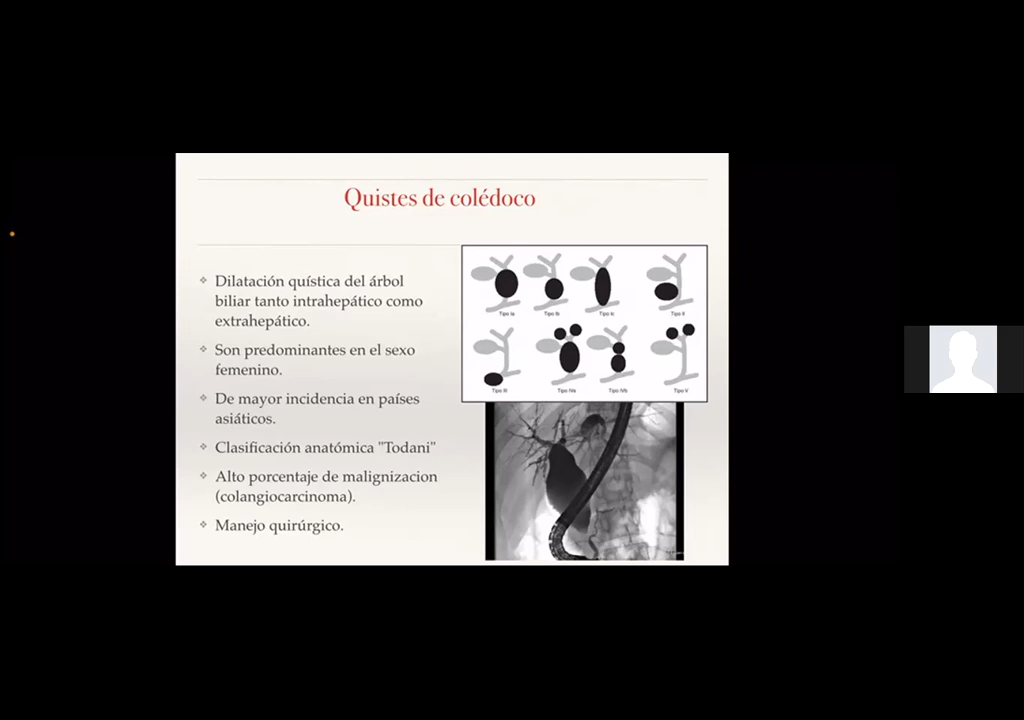 Quistes de colédoco
Dilatación quística del árbol
biliar tanto intrahepático como
extrahepático.
Son predominantes en el sexo
femenino.
De mayor incidencia en países
asiáticos.
Clasificación anatómica "Todani"
Alto porcentaje de malignizacion
(colangiocarcinoma).
Manejo quirúrgico.
Tipo Ia Tipo Ib Tipo Ic Tipo II
Tipo III Tipo IVa Tipo IVb Tipo V